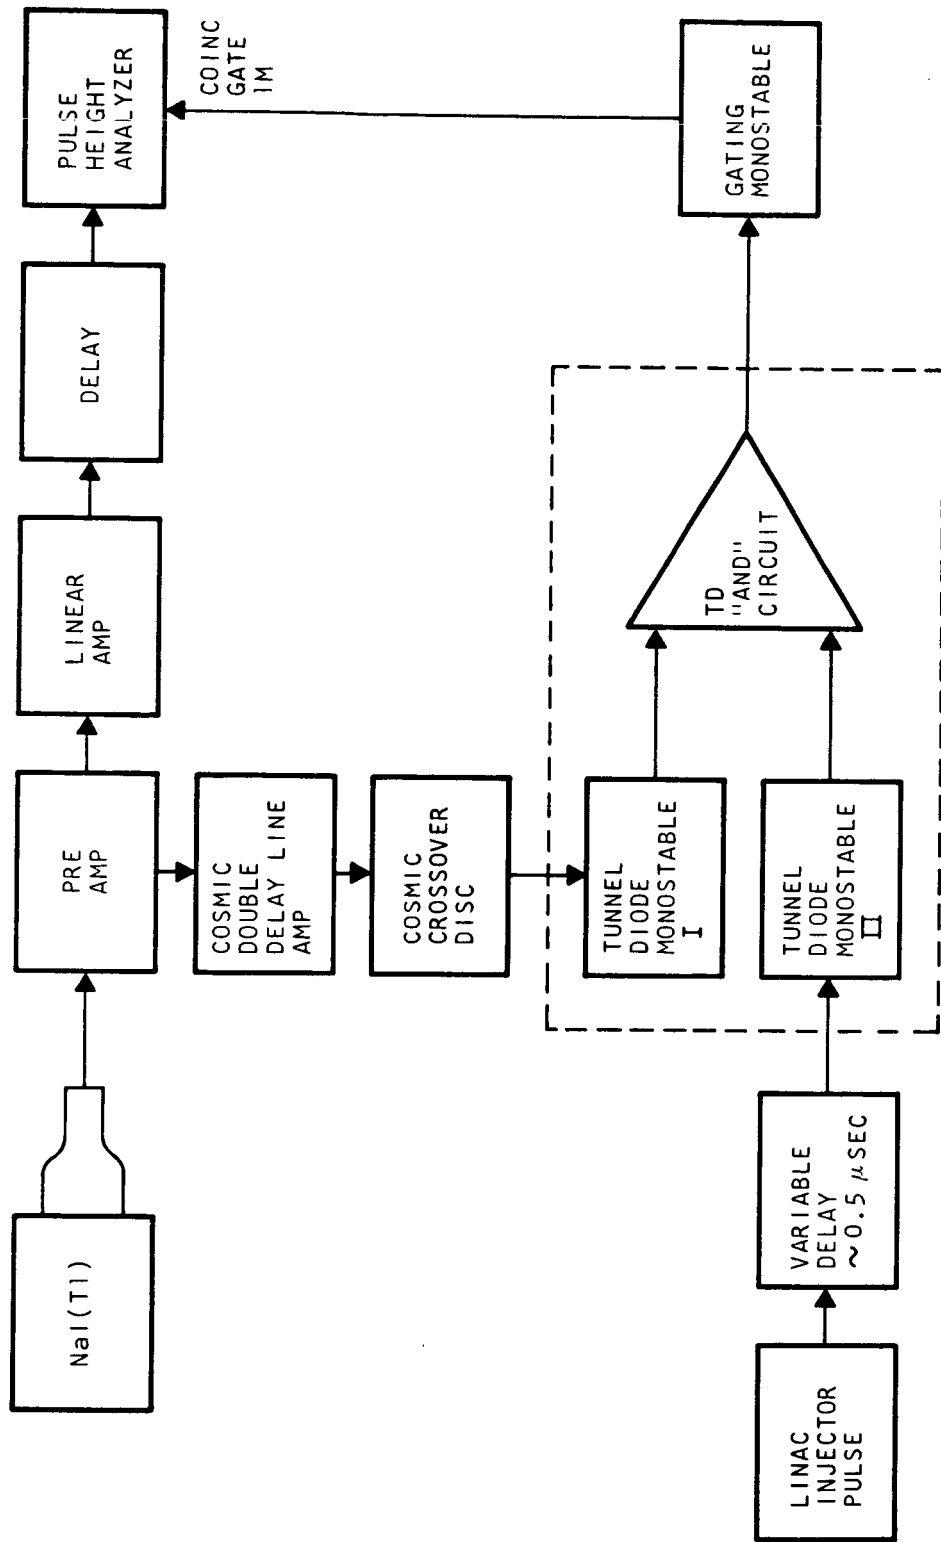 NaI(Tl)
PRE
AMP
LINEAR
AMP
DELAY
PULSE
HEIGHT
ANALYZER
COINC
GATE
IM
COSMIC
DOUBLE
DELAY LINE
AMP
COSMIC
CROSSOVER
DISC
TUNNEL
DIODE
MONOSTABLE
I
TD
"AND"
CIRCUIT
GATING
MONOSTABLE
LINAC
INJECTOR
PULSE
VARIABLE
DELAY
~0.5 μSEC
TUNNEL
DIODE
MONOSTABLE
II